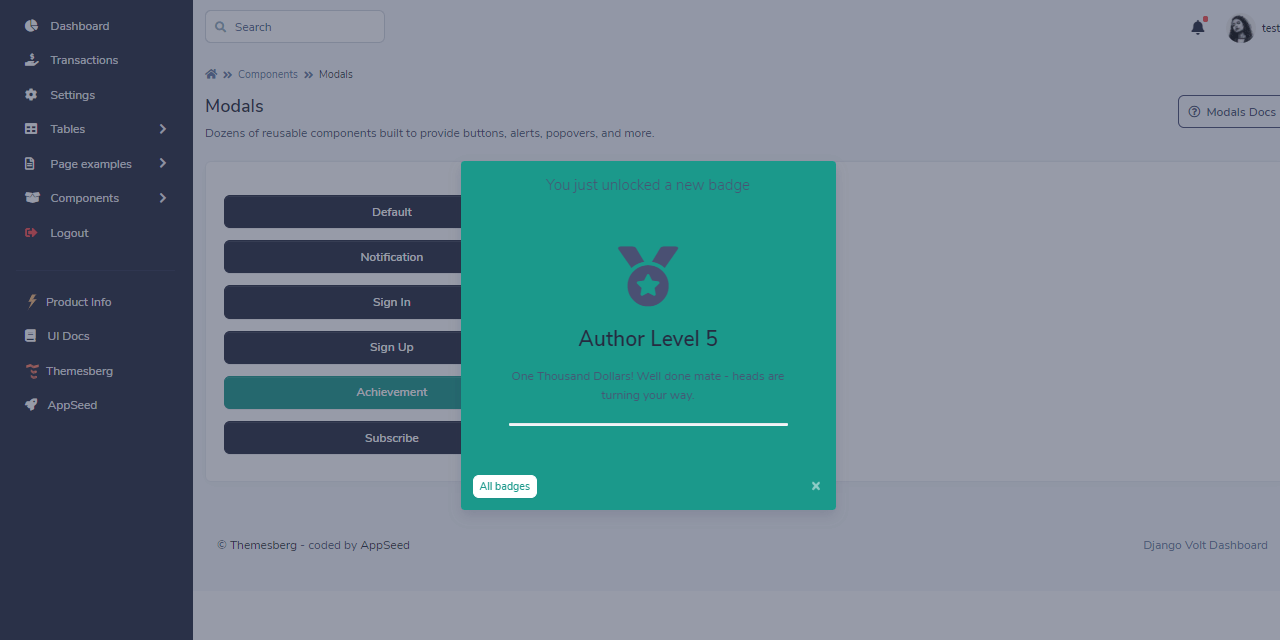 Dashboard
Transactions
Settings
Tables
Page examples
Components
Logout
Product Info
UI Docs
Themesberg
AppSeed
Search
test
Components
Modals
Modals
Modals Docs
Dozens of reusable components built to provide buttons, alerts, popovers, and more.
Default
Notification
Sign In
Sign Up
Achievement
Subscribe
You just unlocked a new badge
Author Level 5
One Thousand Dollars! Well done mate - heads are
turning your way.
All badges
×
© Themesberg - coded by AppSeed
Django Volt Dashboard